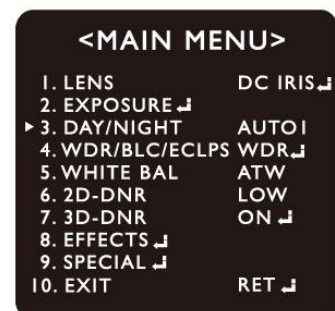 <MAIN MENU>
1. LENS DC IRIS↵
2. EXPOSURE↵
▸ 3. DAY/NIGHT AUTO1
4. WDR/BLC/ECLPS WDR↵
5. WHITE BAL ATW
6. 2D-DNR LOW
7. 3D-DNR ON ↵
8. EFFECTS ↵
9. SPECIAL ↵
10. EXIT RET ↵